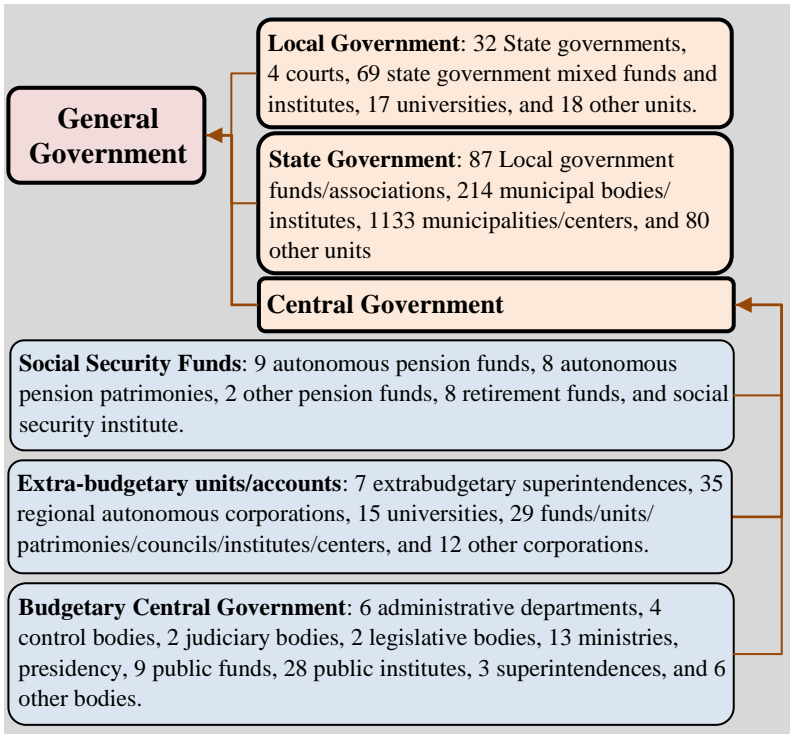 General
Government
Local Government: 32 State governments,
4 courts, 69 state government mixed funds and
institutes, 17 universities, and 18 other units.
State Government: 87 Local government
funds/associations, 214 municipal bodies/
institutes, 1133 municipalities/centers, and 80
other units
Central Government
Social Security Funds: 9 autonomous pension funds, 8 autonomous
pension patrimonies, 2 other pension funds, 8 retirement funds, and social
security institute.
Extra-budgetary units/accounts: 7 extrabudgetary superintendences, 35
regional autonomous corporations, 15 universities, 29 funds/units/
patrimonies/councils/institutes/centers, and 12 other corporations.
Budgetary Central Government: 6 administrative departments, 4
control bodies, 2 judiciary bodies, 2 legislative bodies, 13 ministries,
presidency, 9 public funds, 28 public institutes, 3 superintendences, and 6
other bodies.